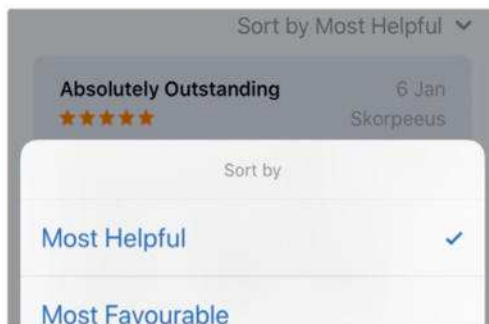 Sort by Most Helpful
Absolutely Outstanding 6 Jan
Skorpeeus
Sort by
Most Helpful
Most Favourable